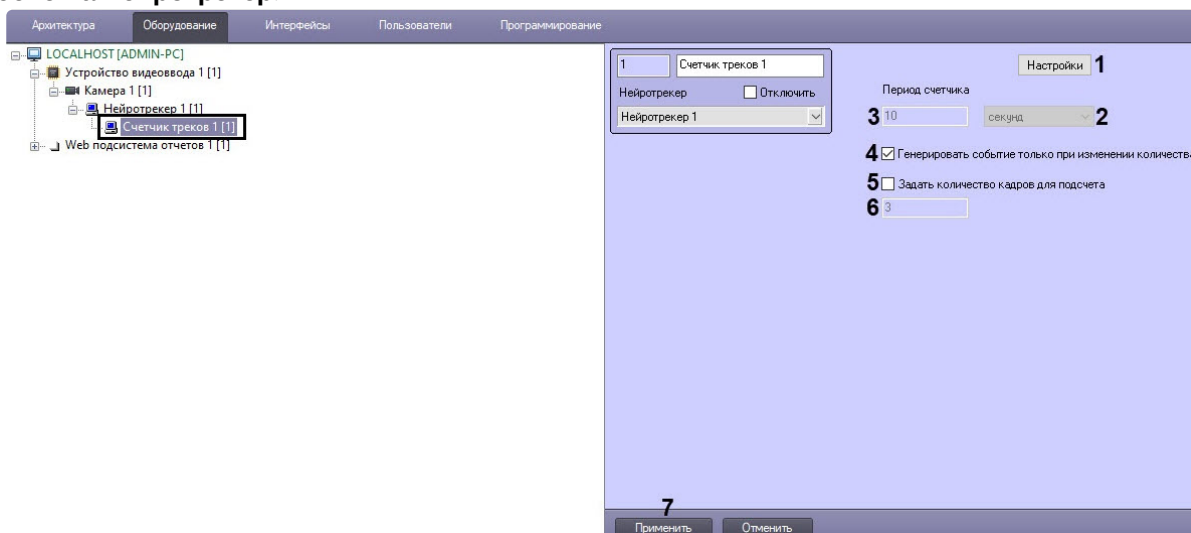 Архитектура Оборудование Интерфейсы Пользователи Программирование
LOCALHOST [ADMIN-PC]
Устройство видеоввода 1 [1]
Камера 1 [1]
Нейротрекер 1 [1]
Счетчик треков 1 [1]
Web подсистема отчетов 1 [1]
1 Счетчик треков 1
Нейротрекер Отключить
Нейротрекер 1
Настройки 1
Период счетчика
3 10 секунд 2
4 Генерировать событие только при изменении количества
5 Задать количество кадров для подсчета
6 3
7
Применить Отменить